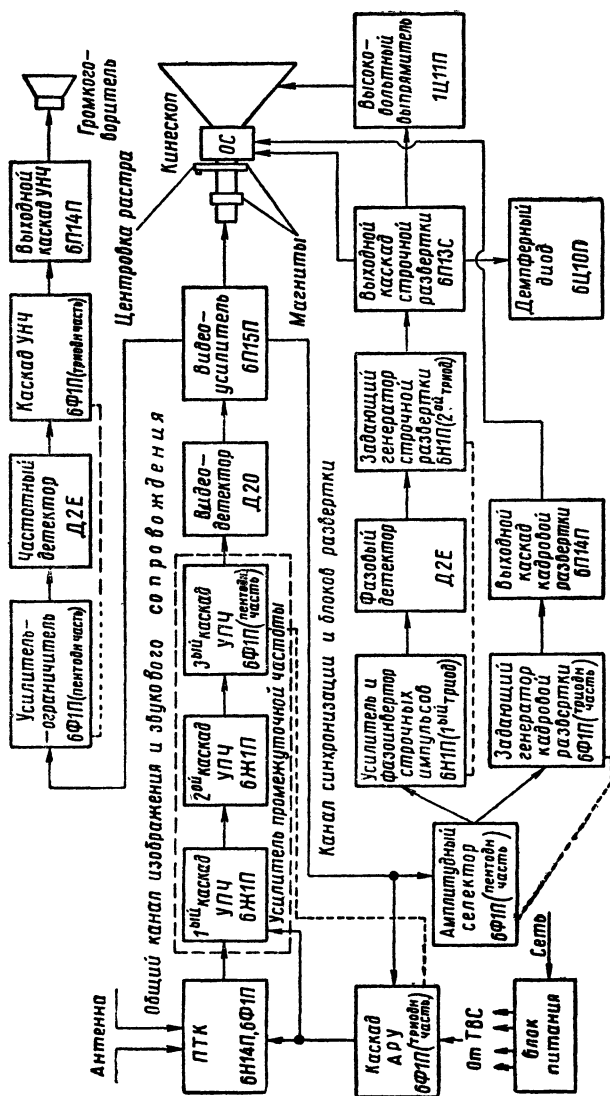 Усилитель-
-ограничитель
6Ф1П(пентодн часть)
Частотный
детектор
Д2Е
Каскад УНЧ
6Ф1П(триодн часть)
Выходной
каскад УНЧ
6П14П
Громкого-
воритель
Общий канал изображения и звукового сопровождения
Антенна
ПТК
6Н14П,6Ф1П
1ый каскад
УПЧ
6Ж1П
2ой каскад
УПЧ
6Ж1П
3ый каскад
УПЧ
6Ф1П(пентодн часть)
Усилитель промежуточной частоты
Видео-
детектор
Д20
Видео-
усилитель
6П15П
Центровка растра
Кинескоп
ОС
Магниты
Канал синхронизации и блоков развертки
Каскад
АРУ
6Ф1П(триодн часть)
Амплитудный
селектор
6Ф1П(пентодн часть)
Усилитель и
фазоинвертор
строчных
импульсов
6Н1П(1ый триод)
Фазовый
детектор
Д2Е
Задающий
генератор
строчной
развертки
6Н1П(2ой триод)
Выходной
каскад
строчной
развертки
6П13С
Высоко-
вольтный
выпрямитель
1Ц11П
От ТВС
Сеть
Блок
питания
Задающий
генератор
кадровой
развертки
6Ф1П(триодн часть)
Выходной
каскад
кадровой
развертки
6П14П
Демпферный
диод
6Ц10П